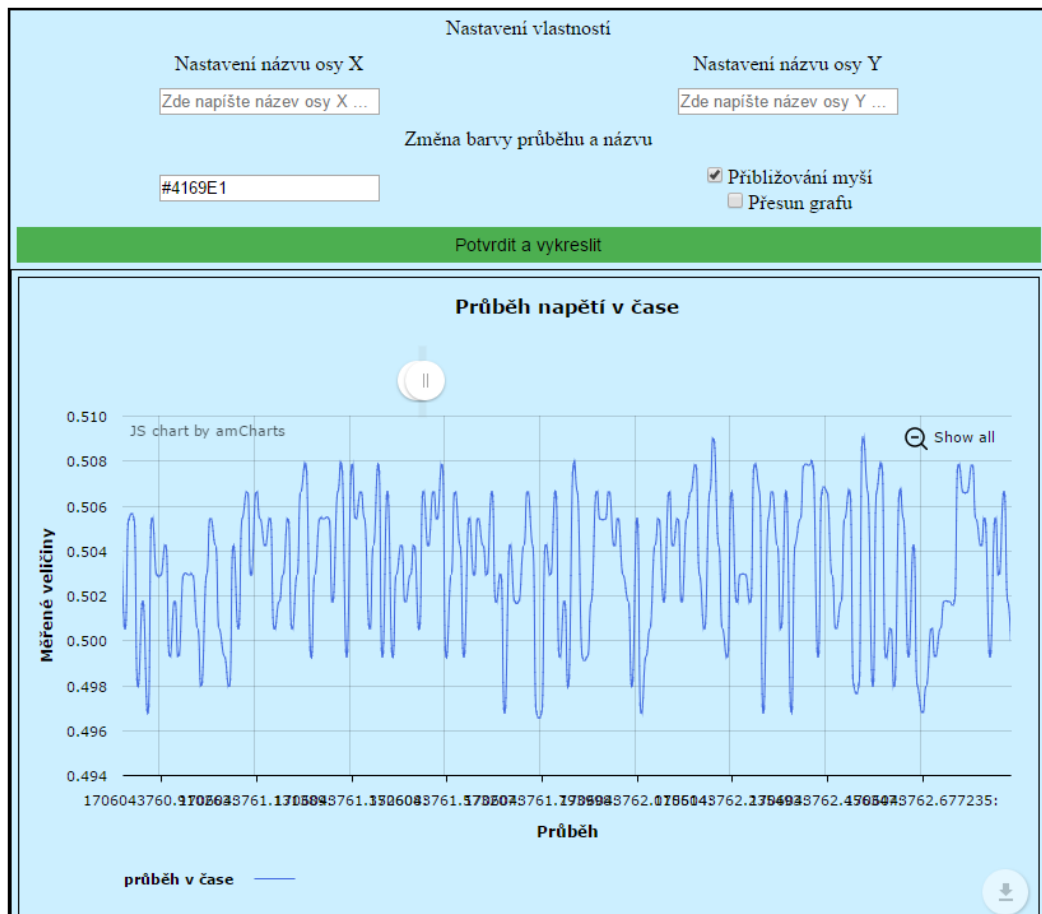 Nastavení vlastností
Nastavení názvu osy X Nastavení názvu osy Y
Zde napíšte název osy X ... Zde napíšte název osy Y ...
Změna barvy průběhu a názvu
#4169E1 Přibližování myší
Přesun grafu
Potvrdit a vykreslit
Průběh napětí v čase
JS chart by amCharts Show all
0.510
0.508
0.506
0.504
0.502
0.500
0.498
0.496
0.494
Měřené veličiny
Průběh
průběh v čase